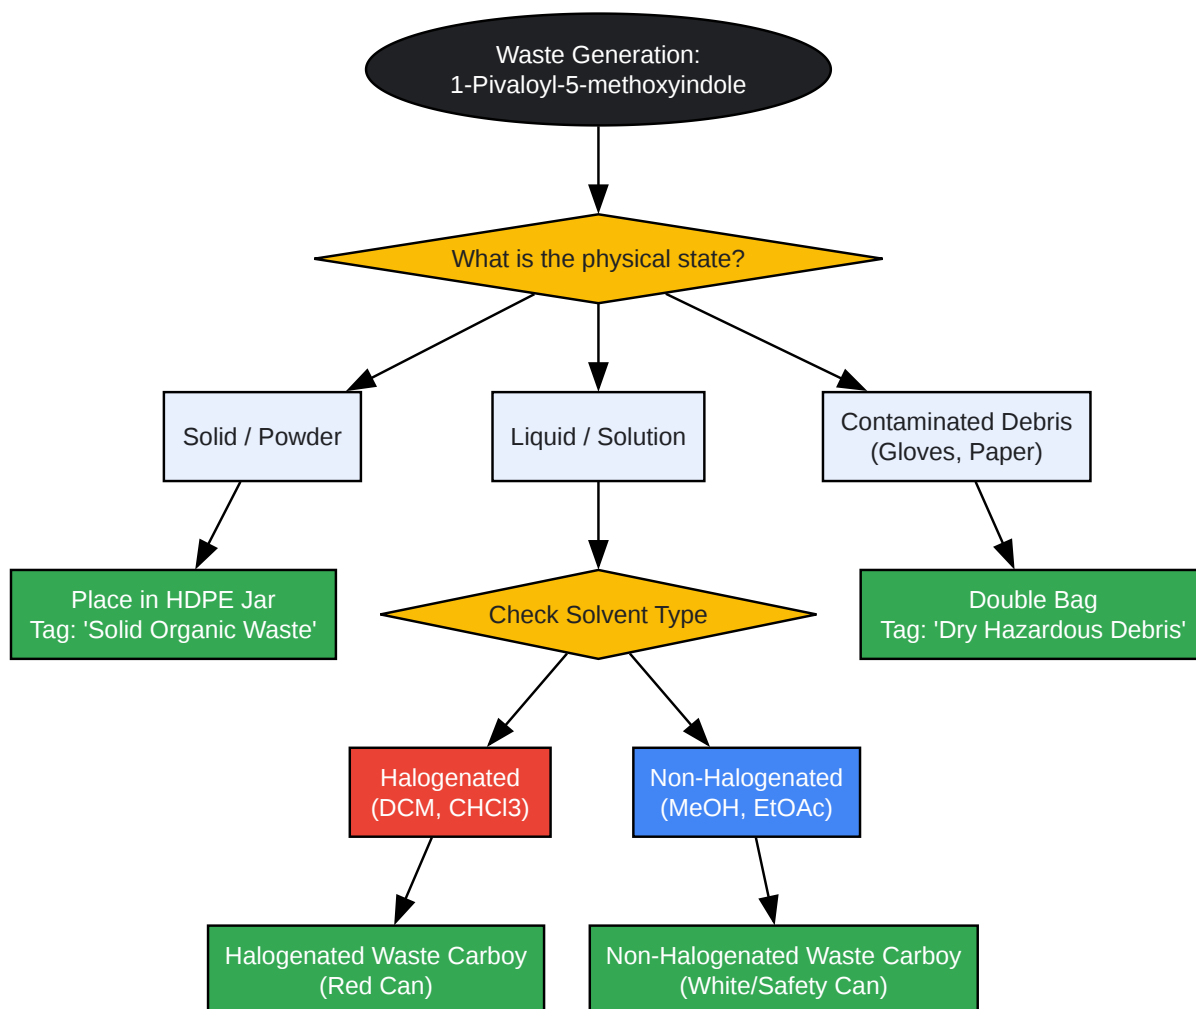 Waste Generation:
1-Pivaloyl-5-methoxyindole
What is the physical state?
Solid / Powder
Liquid / Solution
Contaminated Debris
(Gloves, Paper)
Place in HDPE Jar
Tag: 'Solid Organic Waste'
Check Solvent Type
Double Bag
Tag: 'Dry Hazardous Debris'
Halogenated
(DCM, CHCl3)
Non-Halogenated
(MeOH, EtOAc)
Halogenated Waste Carboy
(Red Can)
Non-Halogenated Waste Carboy
(White/Safety Can)